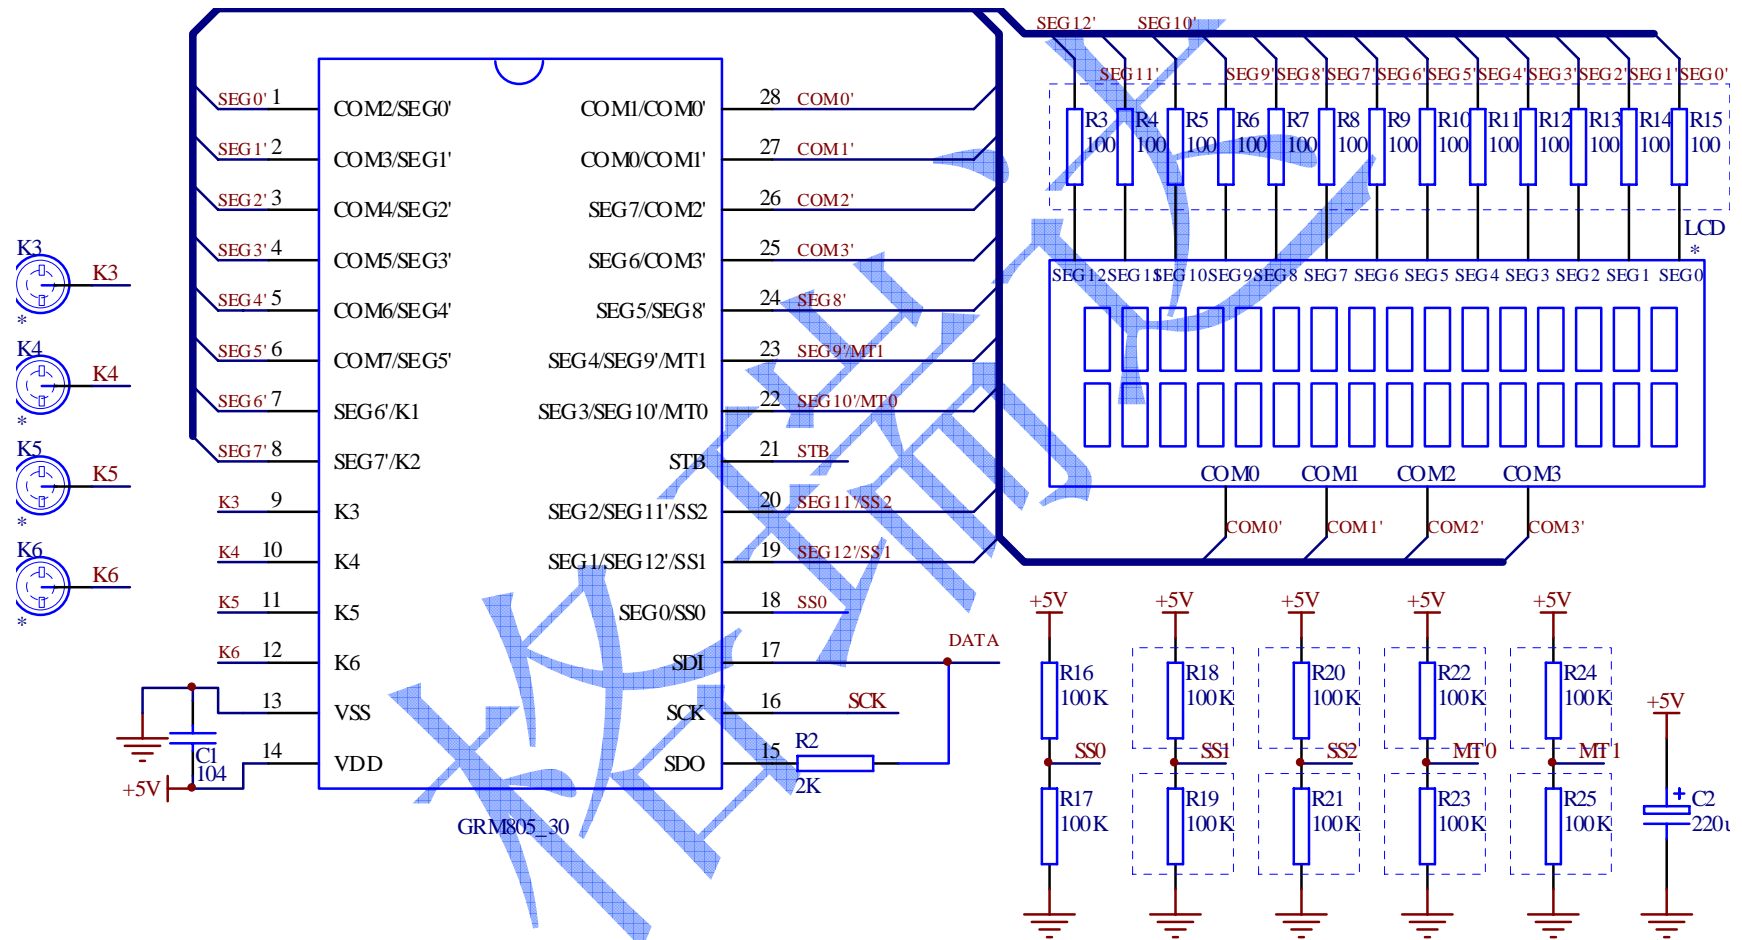 SEG12' SEG10'
SEG11' SEG9' SEG8' SEG7' SEG6' SEG5' SEG4' SEG3' SEG2' SEG1' SEG0'
R3 R4 R5 R6 R7 R8 R9 R10 R11 R12 R13 R14 R15
100 100 100 100 100 100 100 100 100 100 100 100 100
LCD
*
SEG12 SEG11 SEG10 SEG9 SEG8 SEG7 SEG6 SEG5 SEG4 SEG3 SEG2 SEG1 SEG0
COM0 COM1 COM2 COM3
COM0' COM1' COM2' COM3'
SEG0' 1 COM2/SEG0' COM1/COM0' 28 COM0'
SEG1' 2 COM3/SEG1' COM0/COM1' 27 COM1'
SEG2' 3 COM4/SEG2' SEG7/COM2' 26 COM2'
SEG3' 4 COM5/SEG3' SEG6/COM3' 25 COM3'
SEG4' 5 COM6/SEG4' SEG5/SEG8' 24 SEG8'
SEG5' 6 COM7/SEG5' SEG4/SEG9'/MT1 23 SEG9'/MT1
SEG6' 7 SEG6'/K1 SEG3/SEG10'/MT0 22 SEG10'/MT0
SEG7' 8 SEG7'/K2 STB 21 STB
K3 9 K3 SEG2/SEG11'/SS2 20 SEG11'/SS2
K4 10 K4 SEG1/SEG12'/SS1 19 SEG12'/SS1
K5 11 K5 SEG0/SS0 18 SS0
K6 12 K6 SDI 17 DATA
13 VSS SCK 16 SCK
14 VDD SDO 15 R2
2K
GRM805_30
K3 K3
*
K4 K4
*
K5 K5
*
K6 K6
*
C1
104
+5V
+5V +5V +5V +5V +5V
R16 R18 R20 R22 R24
100K 100K 100K 100K 100K
SS0 SS1 SS2 MT0 MT1
R17 R19 R21 R23 R25
100K 100K 100K 100K 100K
+5V
+
C2
220u